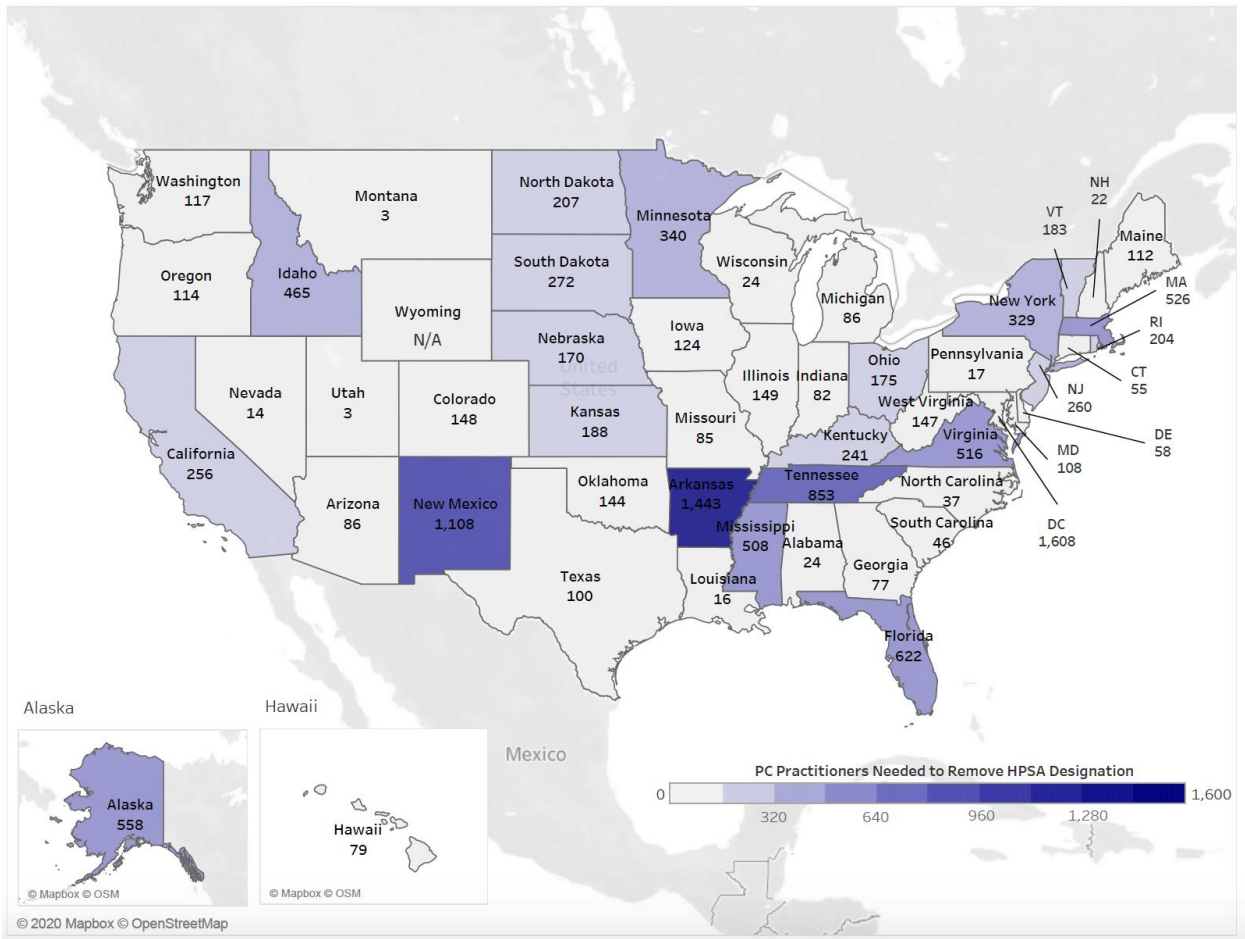 Washington
117
Montana
3
North Dakota
207
Minnesota
340
NH
22
VT
183
Maine
112
Oregon
114
Idaho
465
South Dakota
272
Wisconsin
24
Michigan
86
New York
329
MA
526
Wyoming
N/A
Iowa
124
RI
204
Nebraska
170
United
States
Ohio
175
Pennsylvania
17
CT
55
Nevada
14
Utah
3
Colorado
148
Illinois
149
Indiana
82
NJ
260
Kansas
188
Missouri
85
West Virginia
147
DE
58
California
256
Kentucky
241
Virginia
516
MD
108
Arizona
86
New Mexico
1,108
Oklahoma
144
Arkansas
1,443
Tennessee
853
North Carolina
37
DC
1,608
South Carolina
46
Mississippi
508
Alabama
24
Georgia
77
Texas
100
Louisiana
16
Florida
622
Alaska
Hawaii
Mexico
Alaska
558
Hawaii
79
© Mapbox © OSM
© Mapbox © OSM
PC Practitioners Needed to Remove HPSA Designation
0
1,600
320
640
960
1,280
© 2020 Mapbox © OpenStreetMap